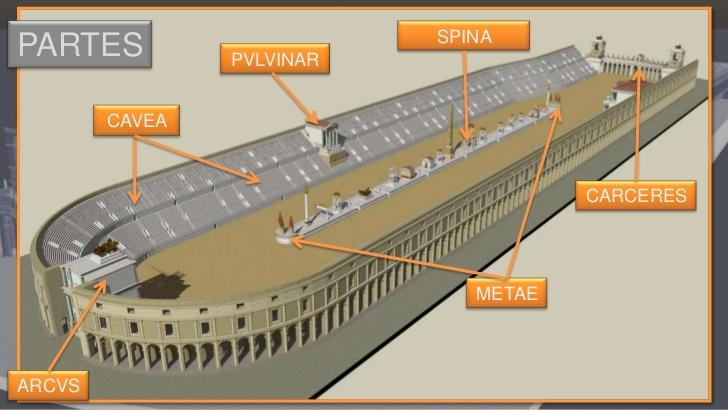 PARTES
SPINA
PVLVINAR
CAVEA
CARCERES
METAE
ARCVS